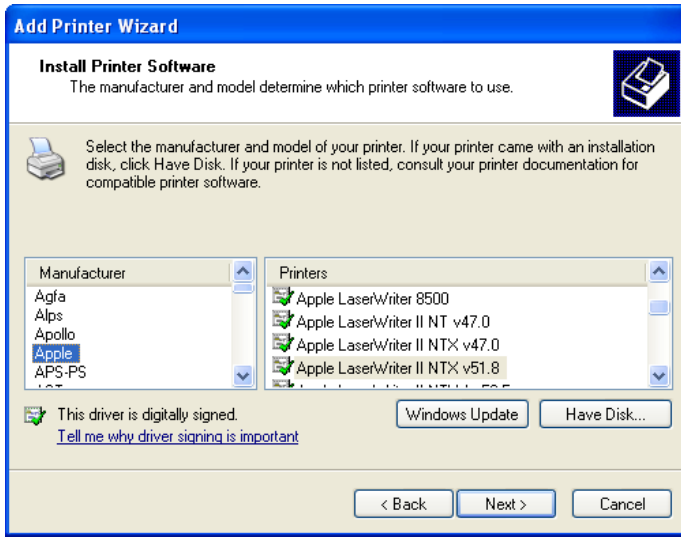 Add Printer Wizard
Install Printer Software
The manufacturer and model determine which printer software to use.
Select the manufacturer and model of your printer. If your printer came with an installation
disk, click Have Disk. If your printer is not listed, consult your printer documentation for
compatible printer software.
Manufacturer
Agfa
Alps
Apollo
Apple
APS-PS
Printers
Apple LaserWriter 8500
Apple LaserWriter II NT v47.0
Apple LaserWriter II NTX v47.0
Apple LaserWriter II NTX v51.8
This driver is digitally signed.
Tell me why driver signing is important
Windows Update
Have Disk...
< Back
Next >
Cancel